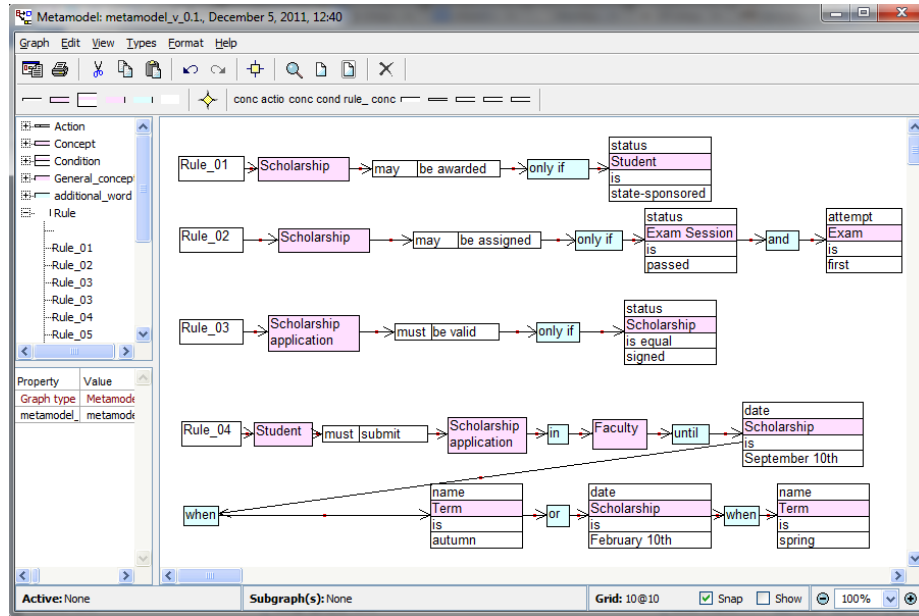 Metamodel: metamodel_v_0.1., December 5, 2011, 12:40
Graph Edit View Types Format Help
conc actio conc cond rule_ conc
Action
Concept
Condition
General_concept
additional_word
Rule
Rule_01
Rule_02
Rule_03
Rule_03
Rule_04
Rule_05
Property Value
Graph type Metamode
metamodel_ metamode
Rule_01 Scholarship may be awarded only if
status
Student
is
state-sponsored
Rule_02 Scholarship may be assigned only if
status
Exam Session
is
passed
and
attempt
Exam
is
first
Rule_03
Scholarship
application
must be valid only if
status
Scholarship
is equal
signed
Rule_04 Student must submit
Scholarship
application
in Faculty until
date
Scholarship
is
September 10th
when
name
Term
is
autumn
or
date
Scholarship
is
February 10th
when
name
Term
is
spring
Active: None Subgraph(s): None Grid: 10@10 Snap Show 100%